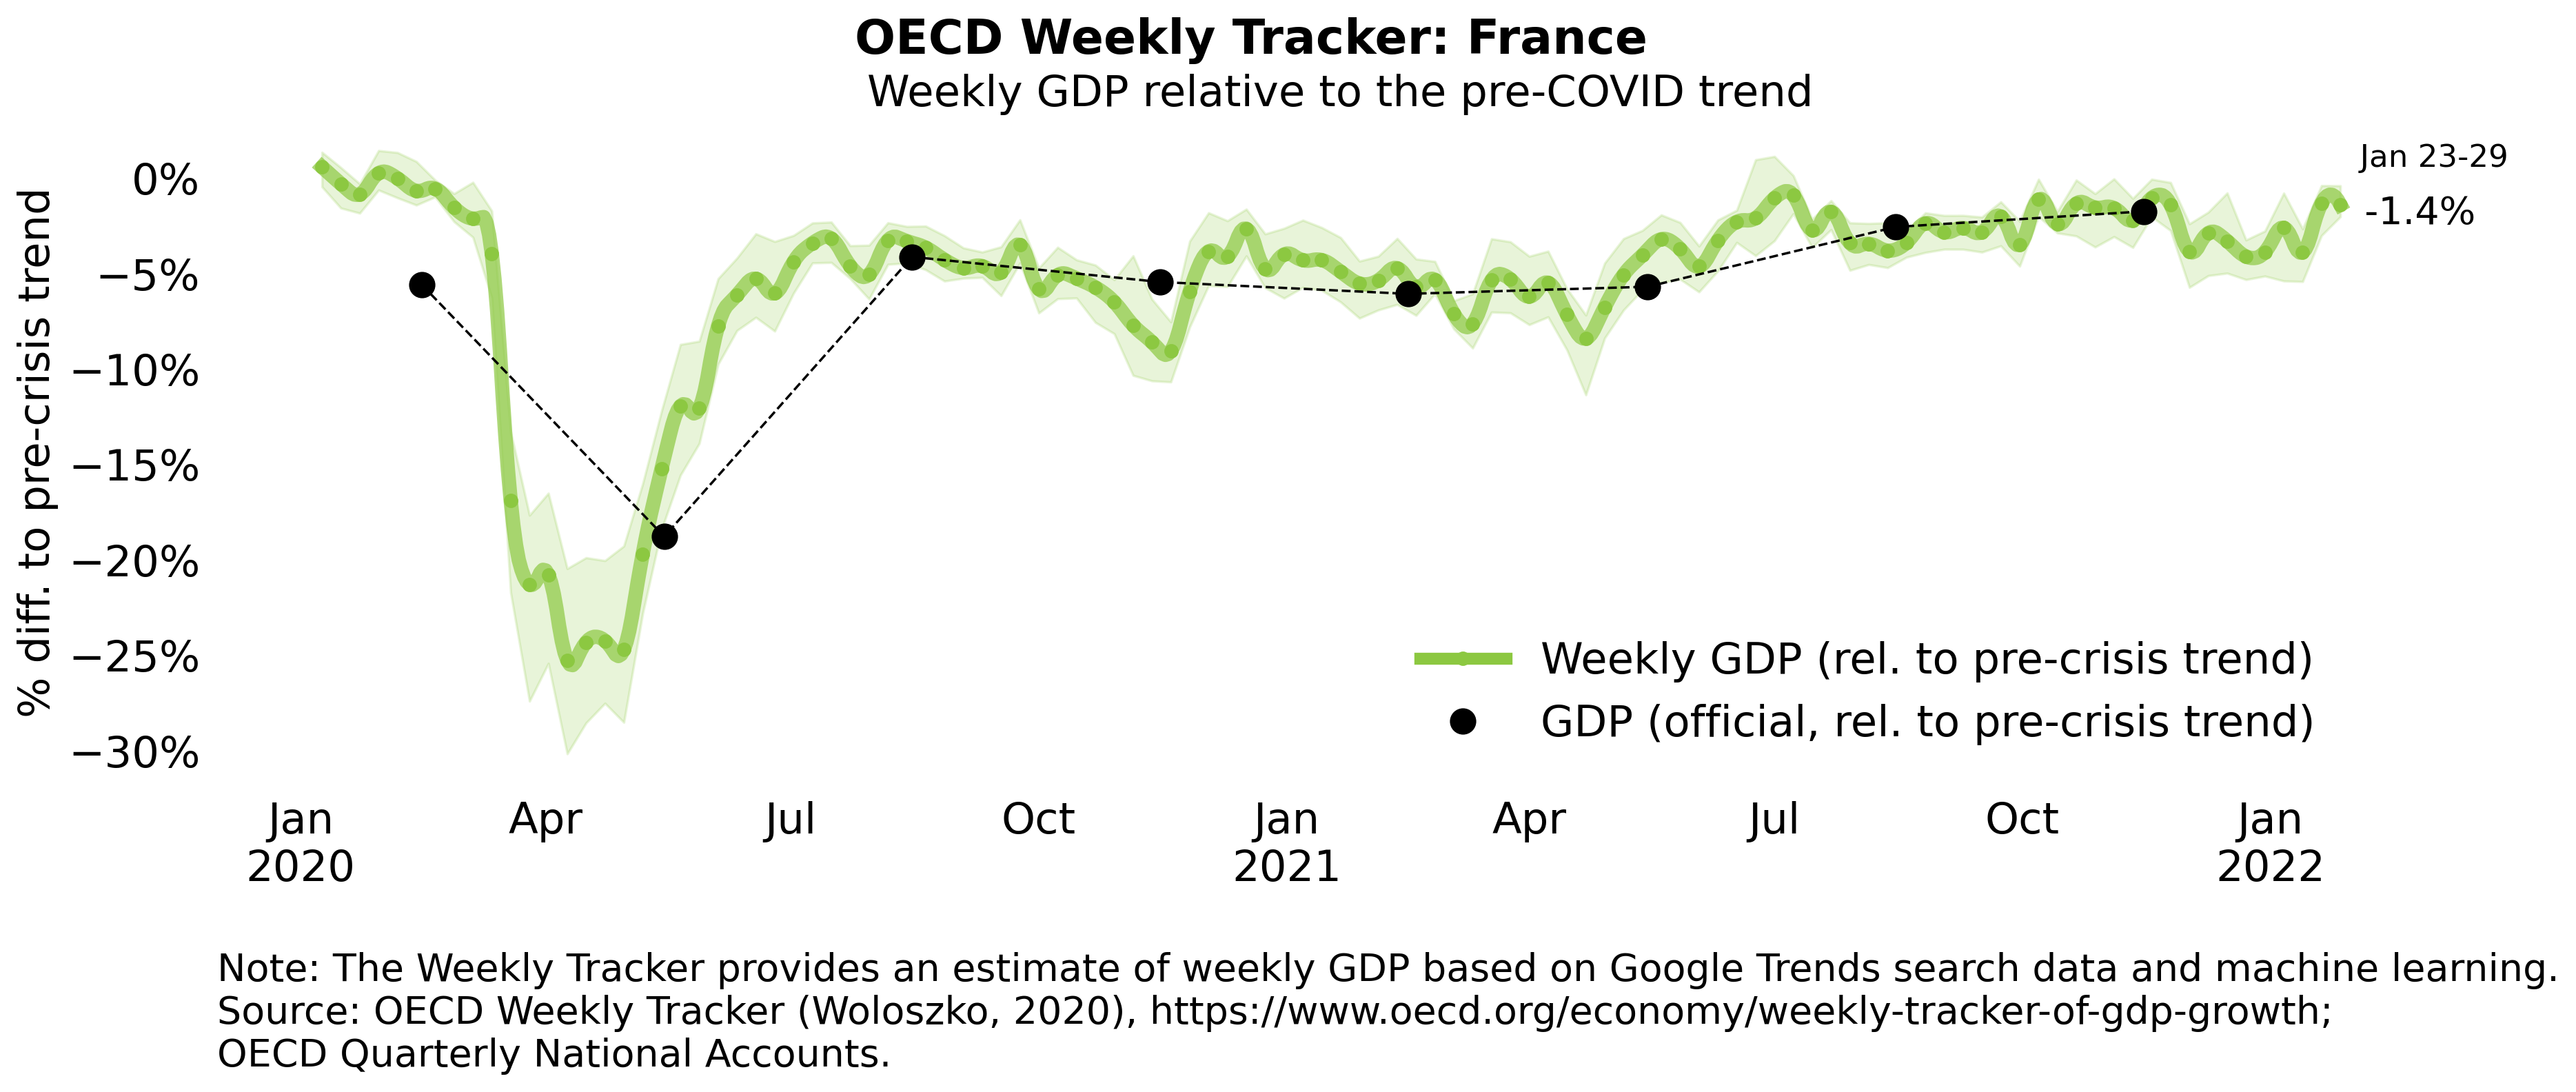 OECD Weekly Tracker: France
Weekly GDP relative to the pre-COVID trend
% diff. to pre-crisis trend
0%
−5%
−10%
−15%
−20%
−25%
−30%
Jan 23-29
-1.4%
Weekly GDP (rel. to pre-crisis trend)
GDP (official, rel. to pre-crisis trend)
Jan Apr Jul Oct Jan Apr Jul Oct Jan
2020 2021 2022
Note: The Weekly Tracker provides an estimate of weekly GDP based on Google Trends search data and machine learning.
Source: OECD Weekly Tracker (Woloszko, 2020), https://www.oecd.org/economy/weekly-tracker-of-gdp-growth;
OECD Quarterly National Accounts.